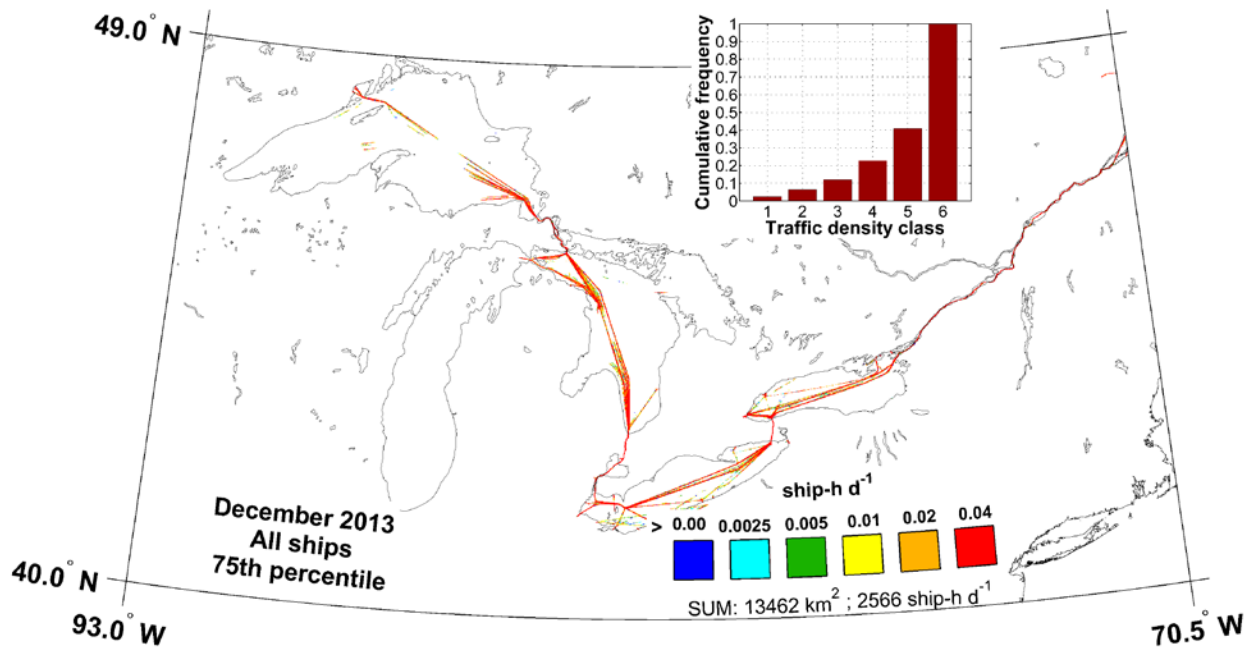 49.0° N
Cumulative frequency
1
0.9
0.8
0.7
0.6
0.5
0.4
0.3
0.2
0.1
0
1 2 3 4 5 6
Traffic density class
December 2013
All ships
75th percentile
ship-h d⁻¹
> 0.00 0.0025 0.005 0.01 0.02 0.04
SUM: 13462 km² ; 2566 ship-h d⁻¹
40.0° N
93.0° W
70.5° W